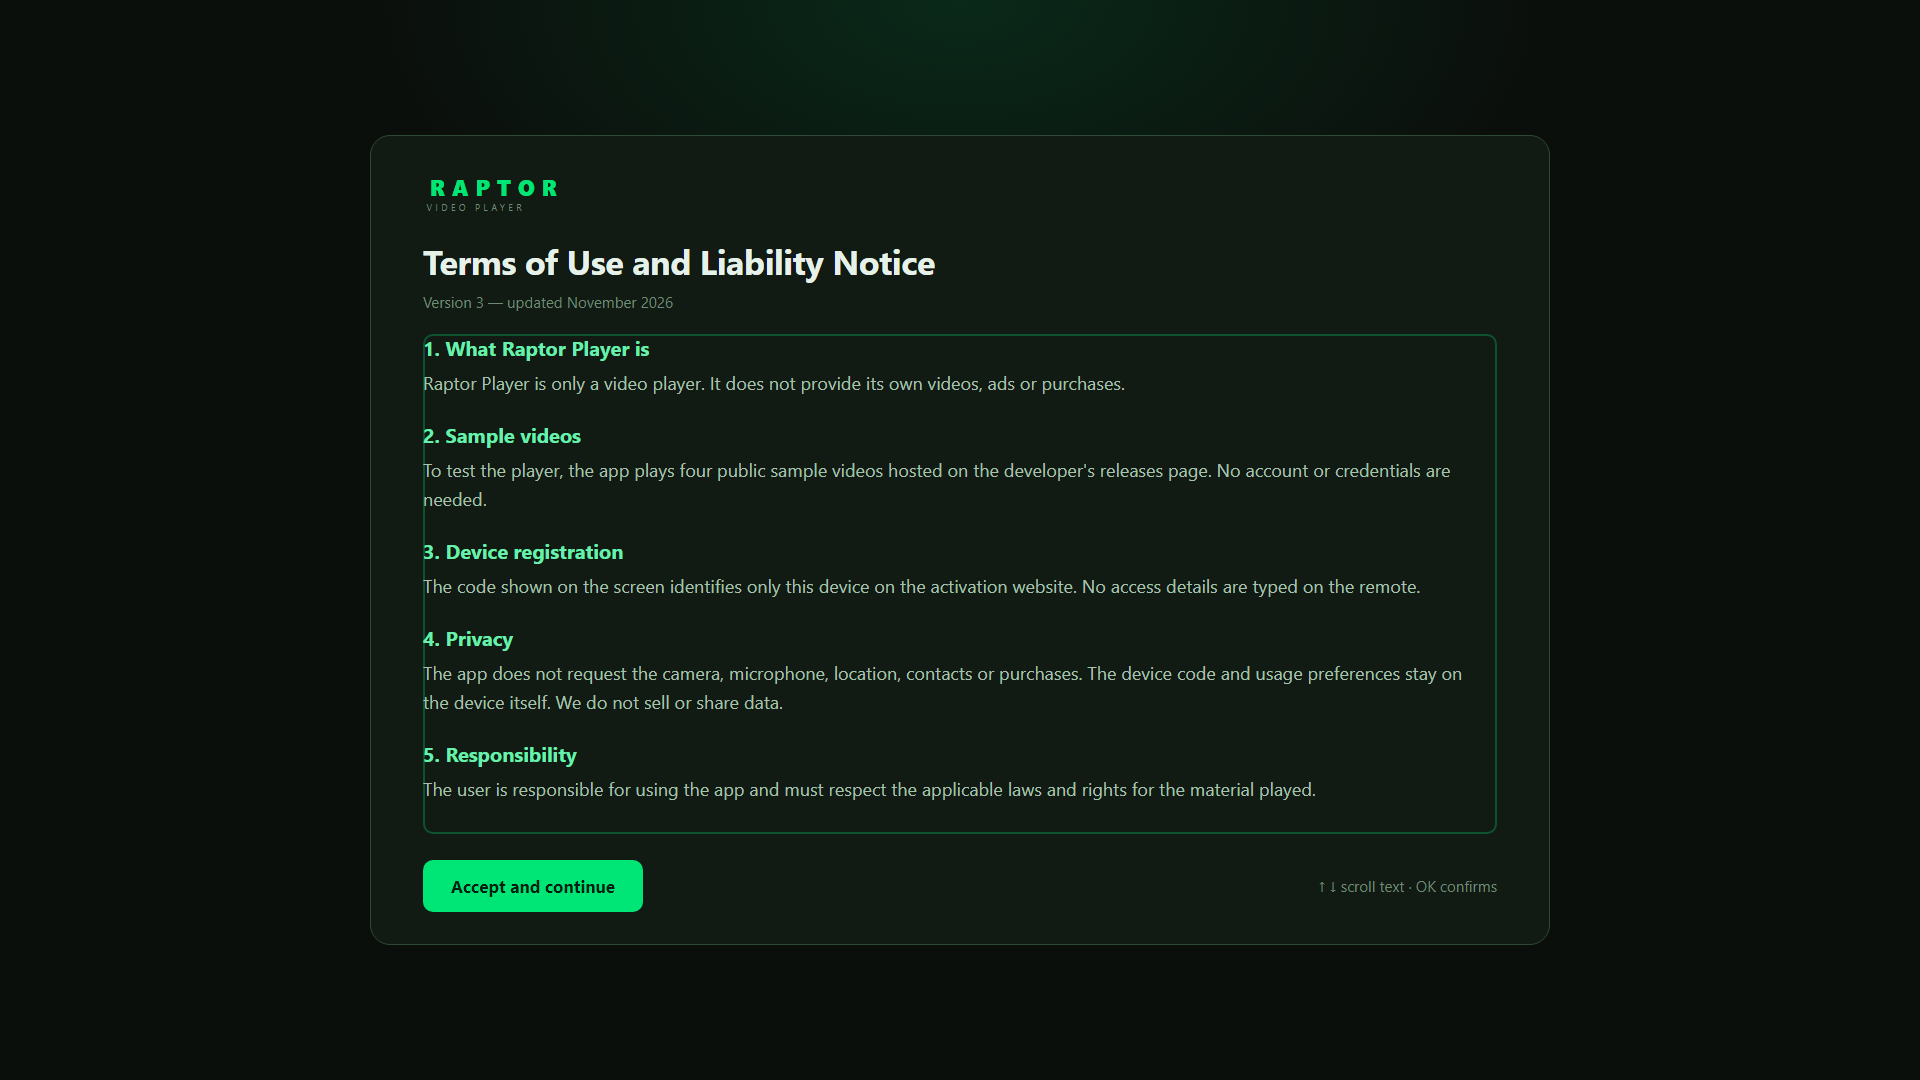 RAPTOR
VIDEO PLAYER
Terms of Use and Liability Notice
Version 3 — updated November 2026
1. What Raptor Player is
Raptor Player is only a video player. It does not provide its own videos, ads or purchases.
2. Sample videos
To test the player, the app plays four public sample videos hosted on the developer's releases page. No account or credentials are
needed.
3. Device registration
The code shown on the screen identifies only this device on the activation website. No access details are typed on the remote.
4. Privacy
The app does not request the camera, microphone, location, contacts or purchases. The device code and usage preferences stay on
the device itself. We do not sell or share data.
5. Responsibility
The user is responsible for using the app and must respect the applicable laws and rights for the material played.
Accept and continue
↑↓ scroll text · OK confirms